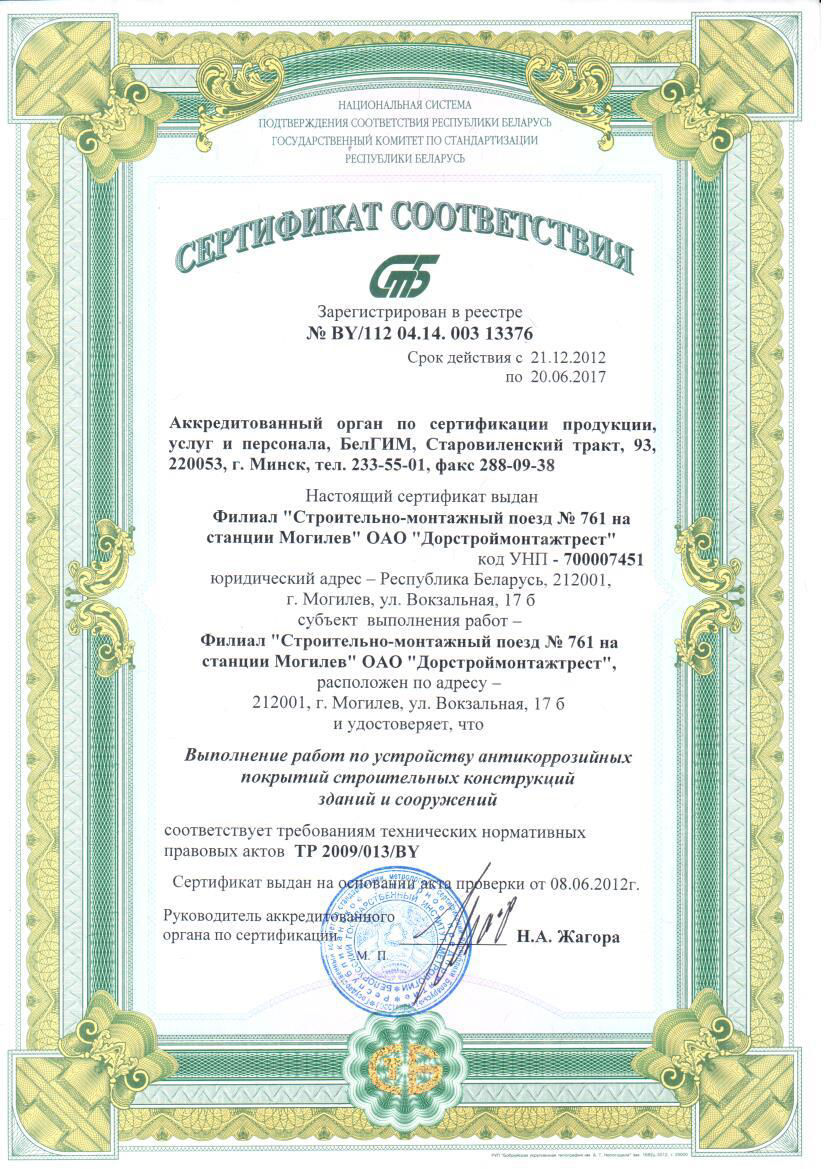 НАЦИОНАЛЬНАЯ СИСТЕМА
ПОДТВЕРЖДЕНИЯ СООТВЕТСТВИЯ РЕСПУБЛИКИ БЕЛАРУСЬ
ГОСУДАРСТВЕННЫЙ КОМИТЕТ ПО СТАНДАРТИЗАЦИИ
РЕСПУБЛИКИ БЕЛАРУСЬ
СЕРТИФИКАТ СООТВЕТСТВИЯ
СТБ
Зарегистрирован в реестре
№ BY/112 04.14. 003 13376
Срок действия с 21.12.2012
по 20.06.2017
Аккредитованный орган по сертификации продукции,
услуг и персонала, БелГИМ, Старовиленский тракт, 93,
220053, г. Минск, тел. 233-55-01, факс 288-09-38
Настоящий сертификат выдан
Филиал "Строительно-монтажный поезд № 761 на
станции Могилев" ОАО "Дорстроймонтажтрест"
код УНП - 700007451
юридический адрес – Республика Беларусь, 212001,
г. Могилев, ул. Вокзальная, 17 б
субъект выполнения работ –
Филиал "Строительно-монтажный поезд № 761 на
станции Могилев" ОАО "Дорстроймонтажтрест",
расположен по адресу –
212001, г. Могилев, ул. Вокзальная, 17 б
и удостоверяет, что
Выполнение работ по устройству антикоррозийных
покрытий строительных конструкций
зданий и сооружений
соответствует требованиям технических нормативных
правовых актов ТР 2009/013/BY
Сертификат выдан на основании акта проверки от 08.06.2012г.
Руководитель аккредитованного
органа по сертификации
Н.А. Жагора
М. П.
БЕЛОРУССКИЙ ГОСУДАРСТВЕННЫЙ ИНСТИТУТ МЕТРОЛОГИИ
СТБ